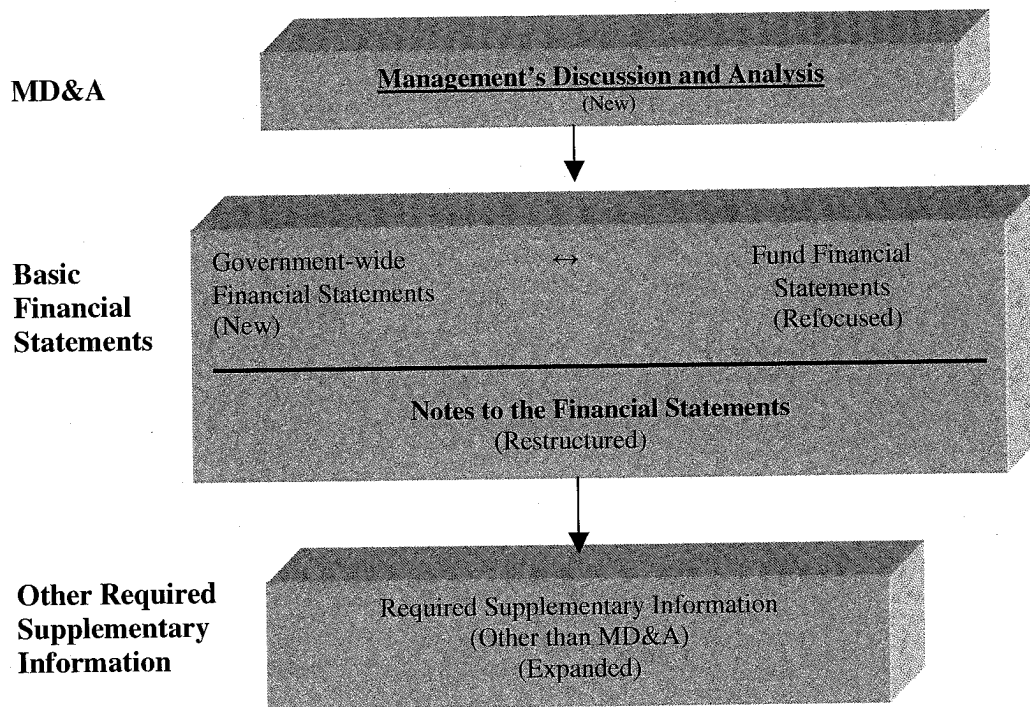 MD&A
Management's Discussion and Analysis
(New)
Basic
Financial
Statements
Government-wide
Financial Statements
(New)
↔
Fund Financial
Statements
(Refocused)
Notes to the Financial Statements
(Restructured)
Other Required
Supplementary
Information
Required Supplementary Information
(Other than MD&A)
(Expanded)